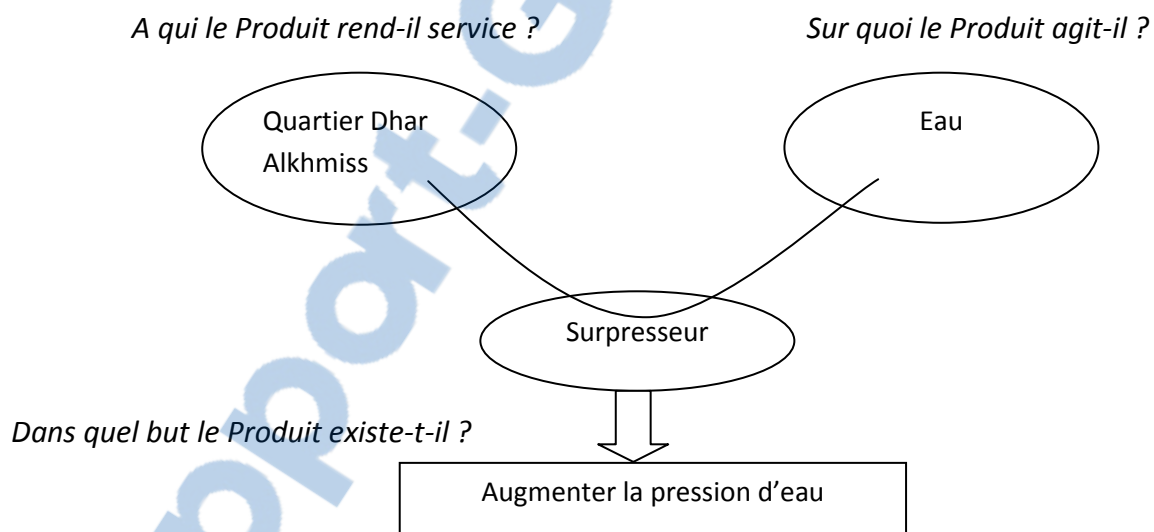 A qui le Produit rend-il service ?
Sur quoi le Produit agit-il ?
Quartier Dhar
Alkhmiss
Eau
Surpresseur
Dans quel but le Produit existe-t-il ?
Augmenter la pression d’eau